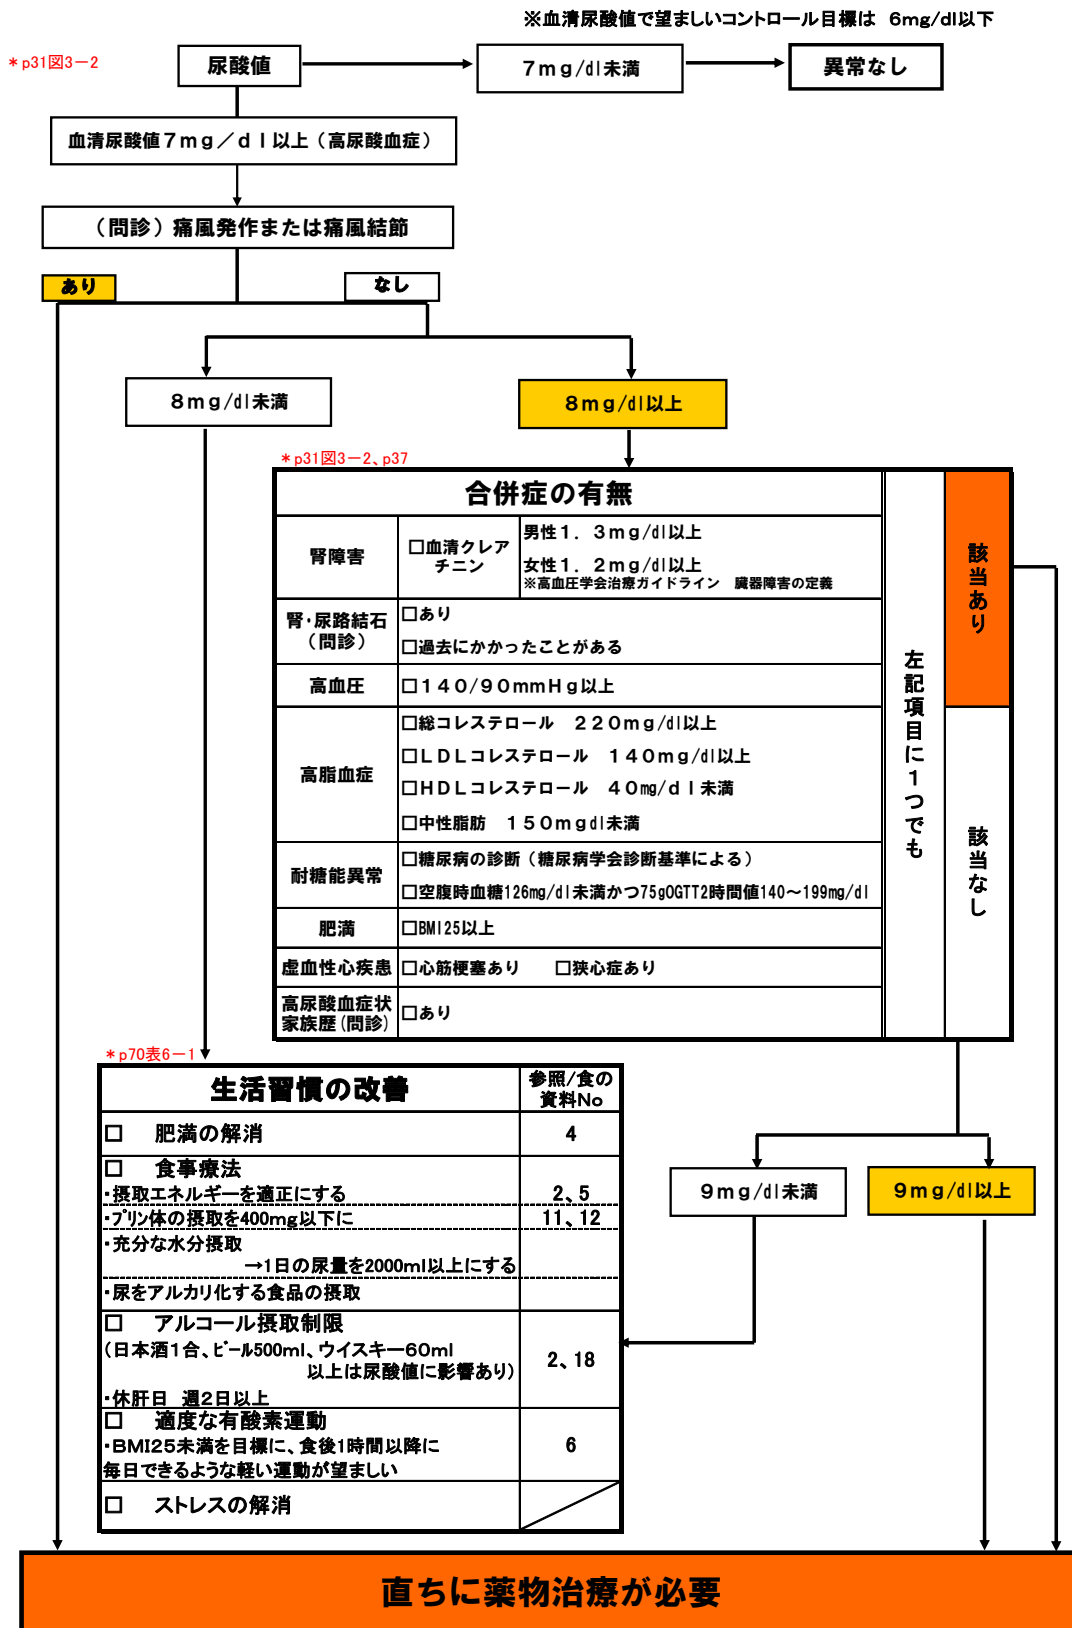 ※血清尿酸値で望ましいコントロール目標は 6mg/dl以下
*p31図3－2
尿酸値
7mg/dl未満
異常なし
血清尿酸値7mg／dl以上（高尿酸血症）
（問診）痛風発作または痛風結節
あり
なし
8mg/dl未満
8mg/dl以上
*p31図3－2、p37
合併症の有無
腎障害
□血清クレア
チニン
男性1．3mg/dl以上
女性1．2mg/dl以上
※高血圧学会治療ガイドライン 臓器障害の定義
腎・尿路結石
（問診）
□あり
□過去にかかったことがある
高血圧
□140/90mmHg以上
高脂血症
□総コレステロール 220mg/dl以上
□LDLコレステロール 140mg/dl以上
□HDLコレステロール 40mg/dl未満
□中性脂肪 150mgdl未満
耐糖能異常
□糖尿病の診断（糖尿病学会診断基準による）
□空腹時血糖126mg/dl未満かつ75gOGTT2時間値140～199mg/dl
肥満
□BMI25以上
虚血性心疾患
□心筋梗塞あり □狭心症あり
高尿酸血症状
家族歴(問診)
□あり
左記項目に1つでも
該当あり
該当なし
*p70表6－1
生活習慣の改善
参照/食の
資料No
□ 肥満の解消
4
□ 食事療法
・摂取エネルギーを適正にする
2、5
・プリン体の摂取を400mg以下に
11、12
・充分な水分摂取
→1日の尿量を2000ml以上にする
・尿をアルカリ化する食品の摂取
□ アルコール摂取制限
(日本酒1合、ビール500ml、ウイスキー60ml
以上は尿酸値に影響あり)
2、18
・休肝日 週2日以上
□ 適度な有酸素運動
・BMI25未満を目標に、食後1時間以降に
毎日できるような軽い運動が望ましい
6
□ ストレスの解消
9mg/dl未満
9mg/dl以上
直ちに薬物治療が必要